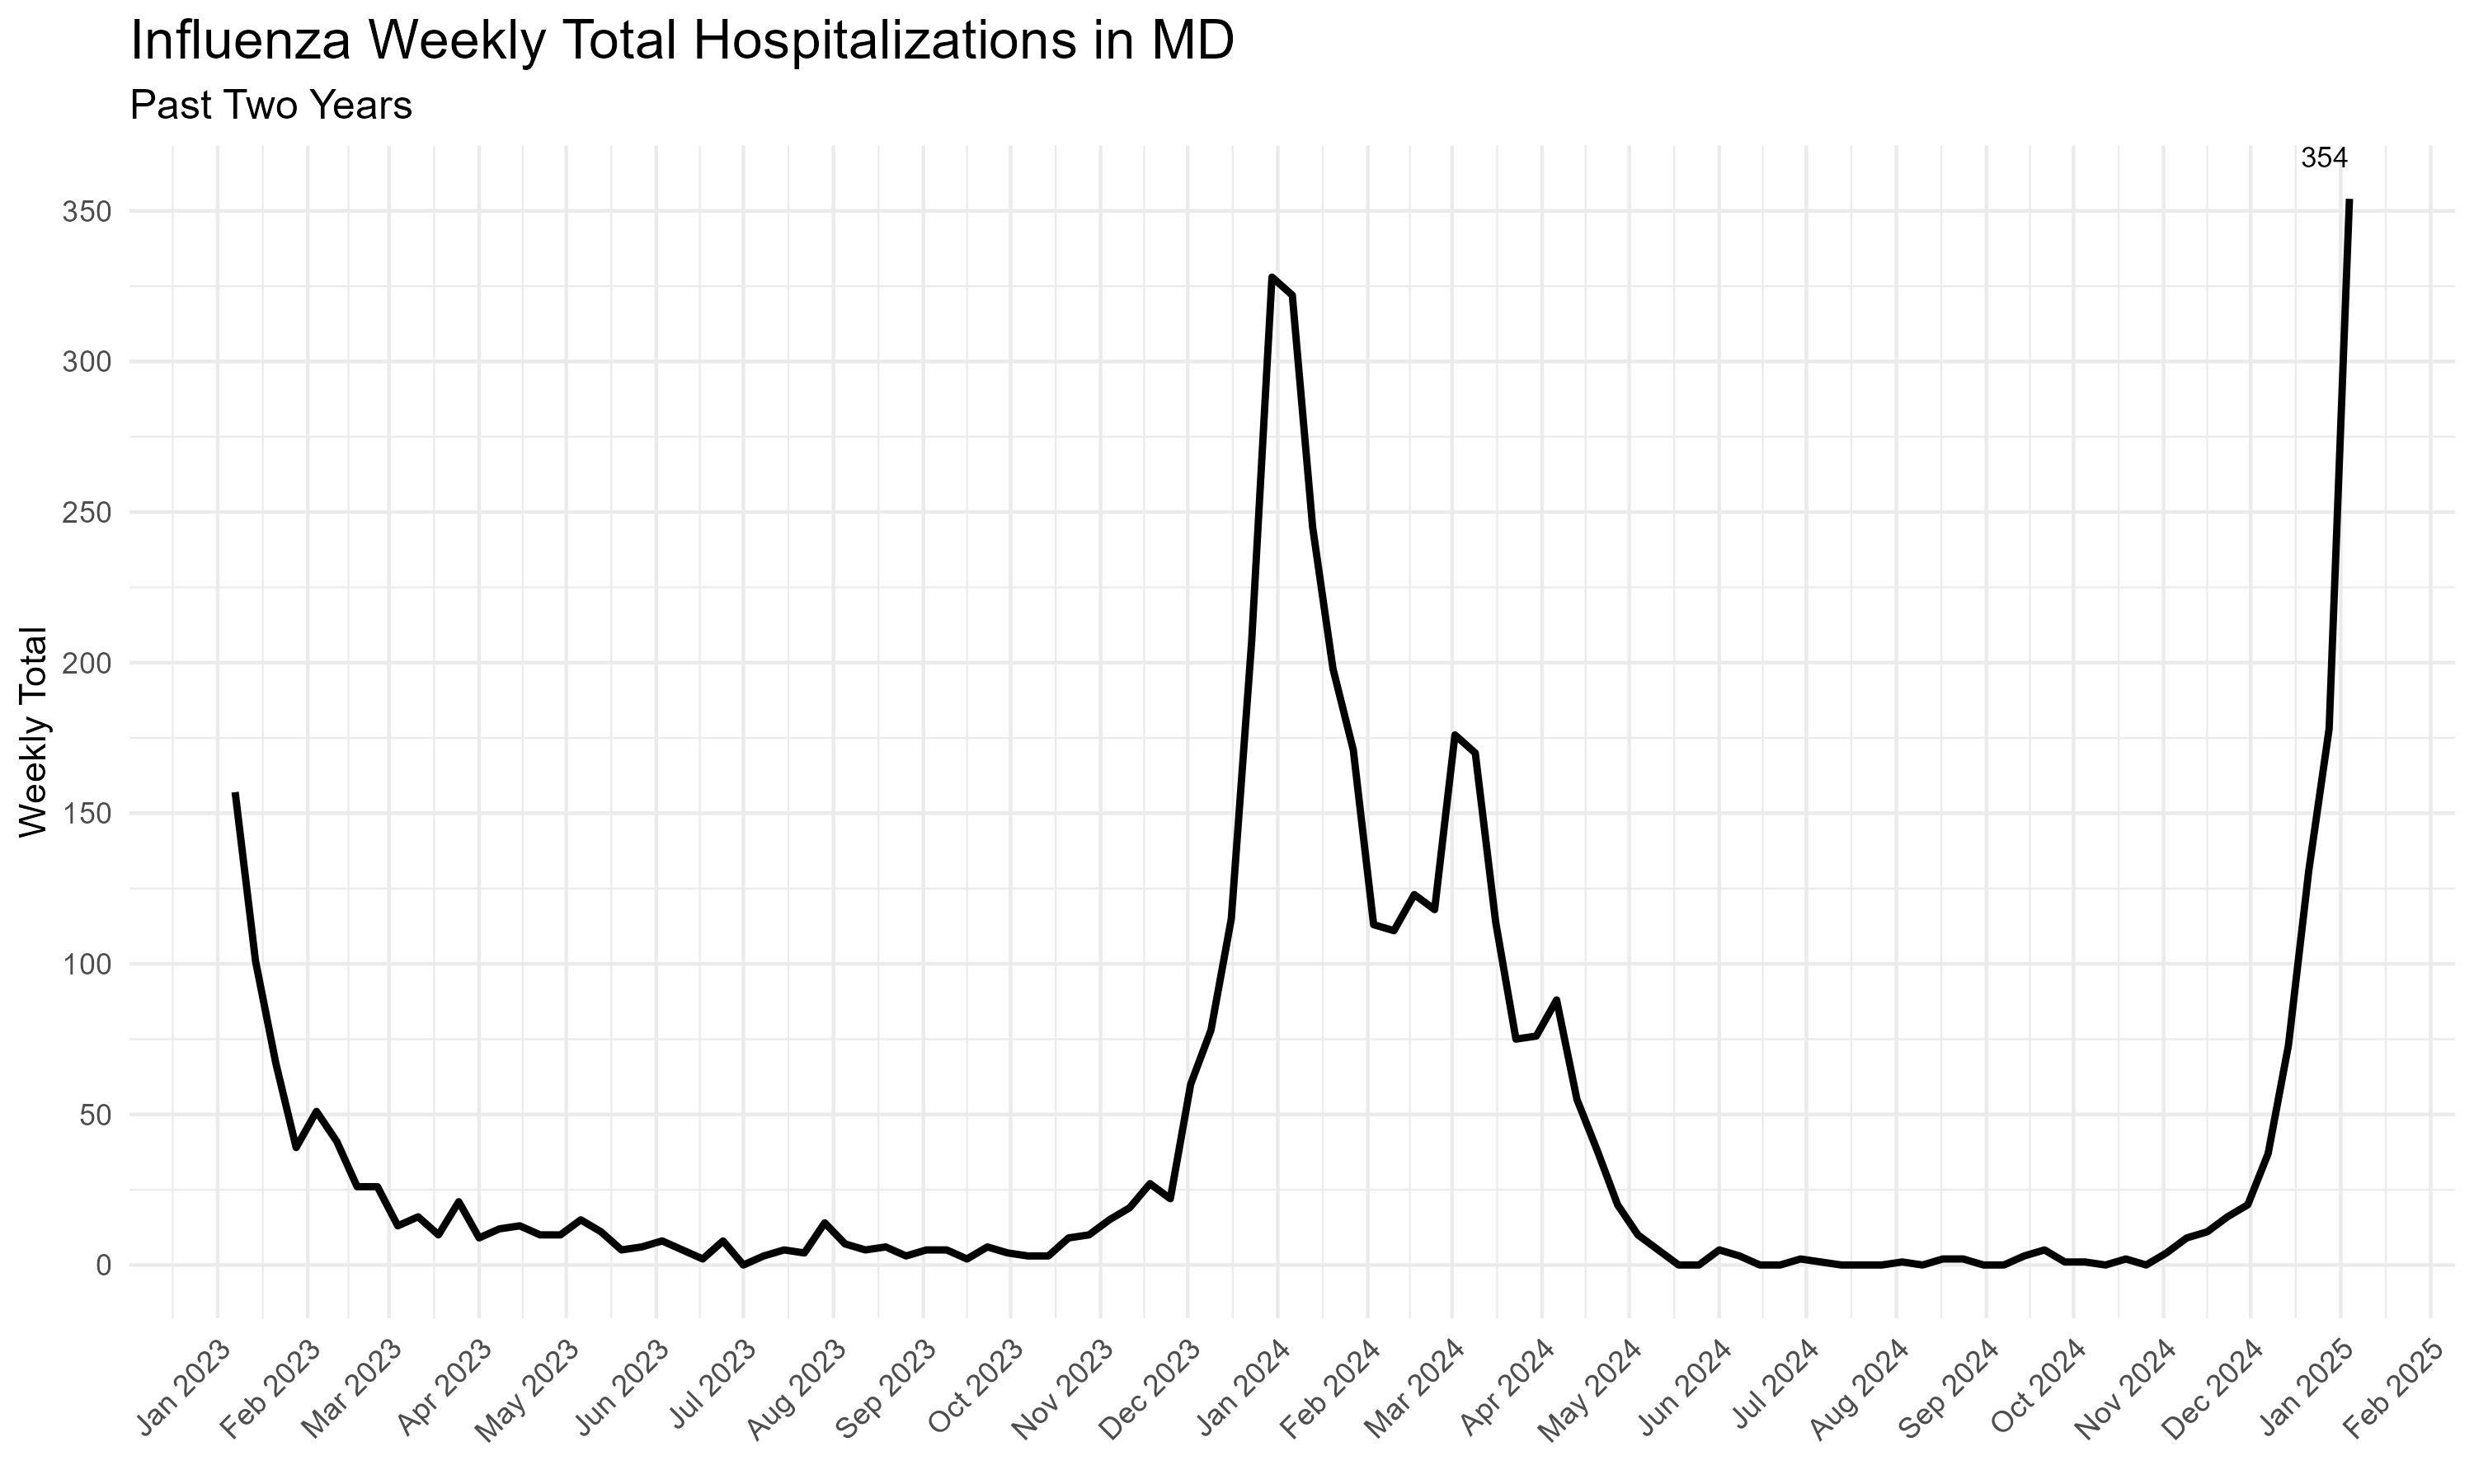 Influenza Weekly Total Hospitalizations in MD
Past Two Years
354
350
300
250
200
150
100
50
0
Weekly Total
Jan 2023
Feb 2023
Mar 2023
Apr 2023
May 2023
Jun 2023
Jul 2023
Aug 2023
Sep 2023
Oct 2023
Nov 2023
Dec 2023
Jan 2024
Feb 2024
Mar 2024
Apr 2024
May 2024
Jun 2024
Jul 2024
Aug 2024
Sep 2024
Oct 2024
Nov 2024
Dec 2024
Jan 2025
Feb 2025